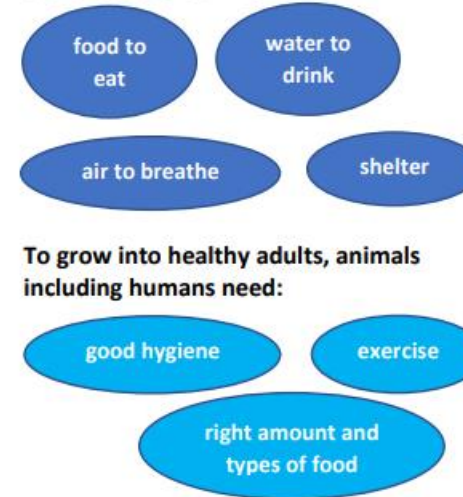 food to
eat
water to
drink
air to breathe
shelter
To grow into healthy adults, animals
including humans need:
good hygiene
exercise
right amount and
types of food